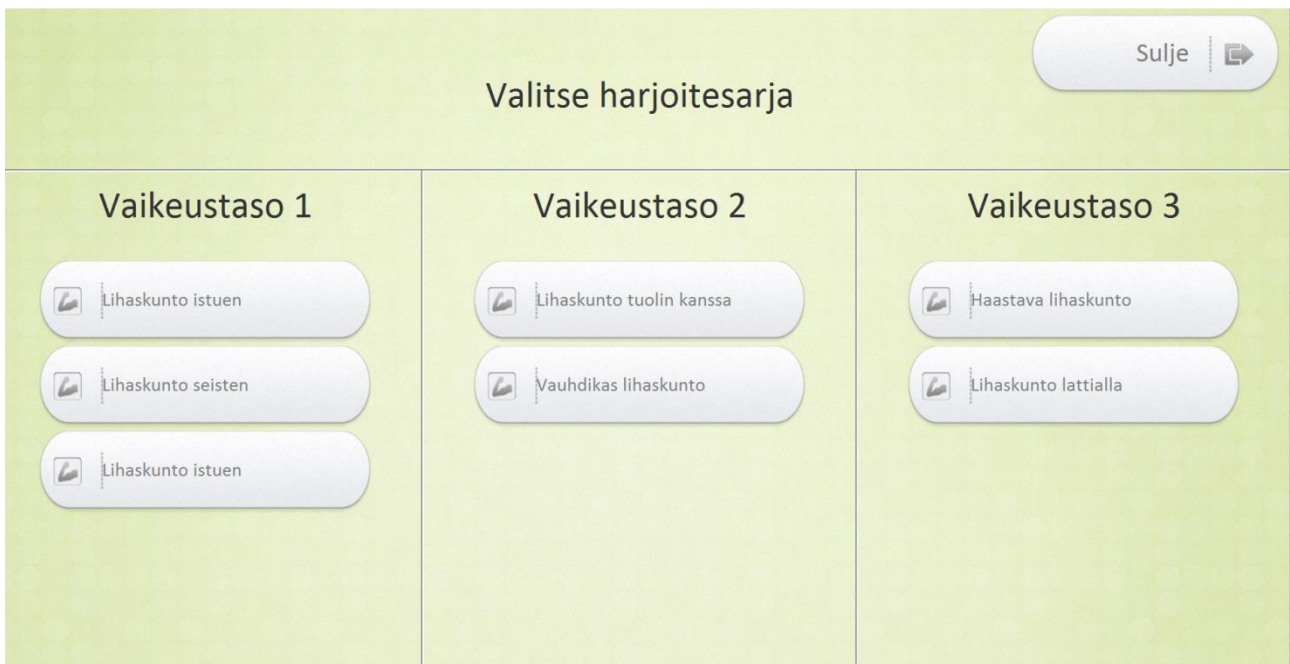 Sulje
Valitse harjoitesarja
Vaikeustaso 1
Lihaskunto istuen
Lihaskunto seisten
Lihaskunto istuen
Vaikeustaso 2
Lihaskunto tuolin kanssa
Vauhdikas lihaskunto
Vaikeustaso 3
Haastava lihaskunto
Lihaskunto lattialla